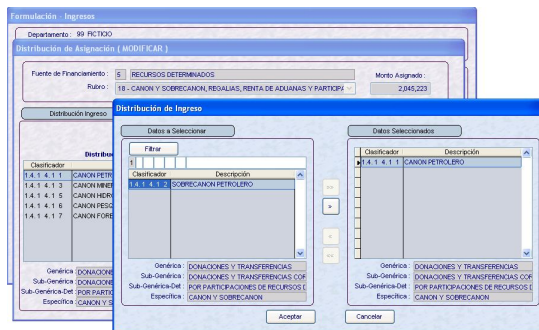 Formulación - Ingresos
Departamento : 99 FICTICIO
Distribución de Asignación ( MODIFICAR )
Fuente de Financiamiento : 5 RECURSOS DETERMINADOS
Monto Asignado :
Rubro : 18 - CANON Y SOBRECANON, REGALIAS, RENTA DE ADUANAS Y PARTICIPA
2,045,223
Distribución Ingreso
Distribuc
Clasificador
1.4.1 4.1 1 CANON PETR
1.4.1 4.1 3 CANON MINER
1.4.1 4.1 5 CANON HIDR
1.4.1 4.1 6 CANON PESQ
1.4.1 4.1 7 CANON FORE
Genérica : DONACIONE
Sub-Genérica : DONACIONE
Sub-Genérica-Det : POR PARTIC
Específica : CANON Y S
Distribución de Ingreso
Datos a Seleccionar
Filtrar
1
Clasificador Descripción
1.4.1 4.1 2 SOBRECANON PETROLERO
Genérica : DONACIONES Y TRANSFERENCIAS
Sub-Genérica : DONACIONES Y TRANSFERENCIAS COR
Sub-Genérica-Det : POR PARTICIPACIONES DE RECURSOS D
Específica : CANON Y SOBRECANON
>>
>
<
<<
Datos Seleccionados
Clasificador Descripción
1.4.1 4.1 1 CANON PETROLERO
Genérica : DONACIONES Y TRANSFERENCIAS
Sub-Genérica : DONACIONES Y TRANSFERENCIAS COR
Sub-Genérica-Det : POR PARTICIPACIONES DE RECURSOS D
Específica : CANON Y SOBRECANON
Aceptar Cancelar